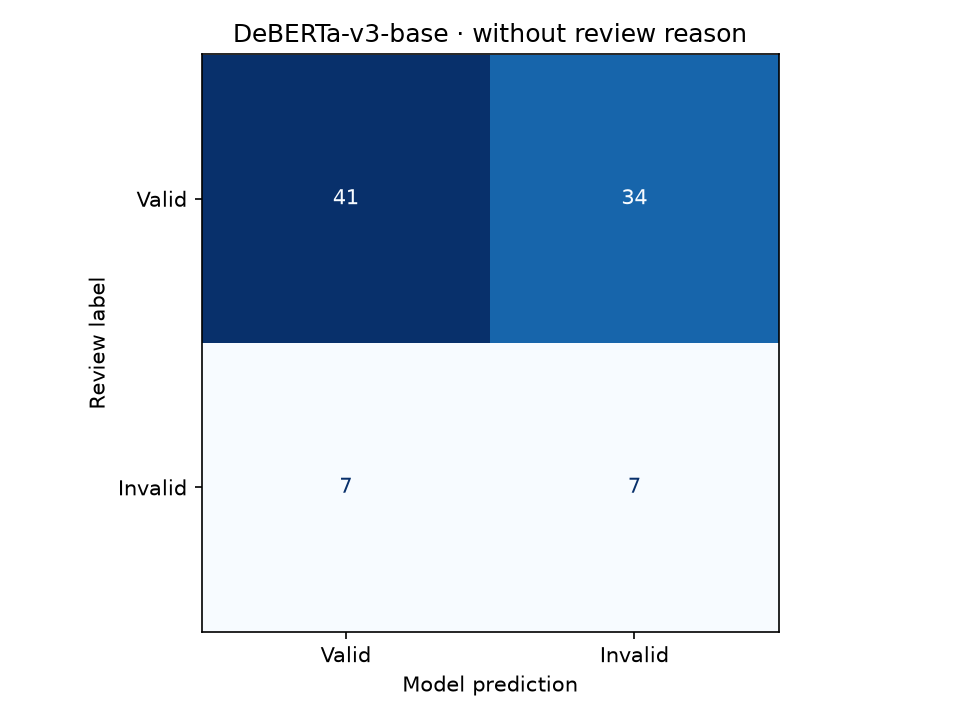 DeBERTa-v3-base · without review reason
Valid
41
34
Review label
Invalid
7
7
Valid
Invalid
Model prediction